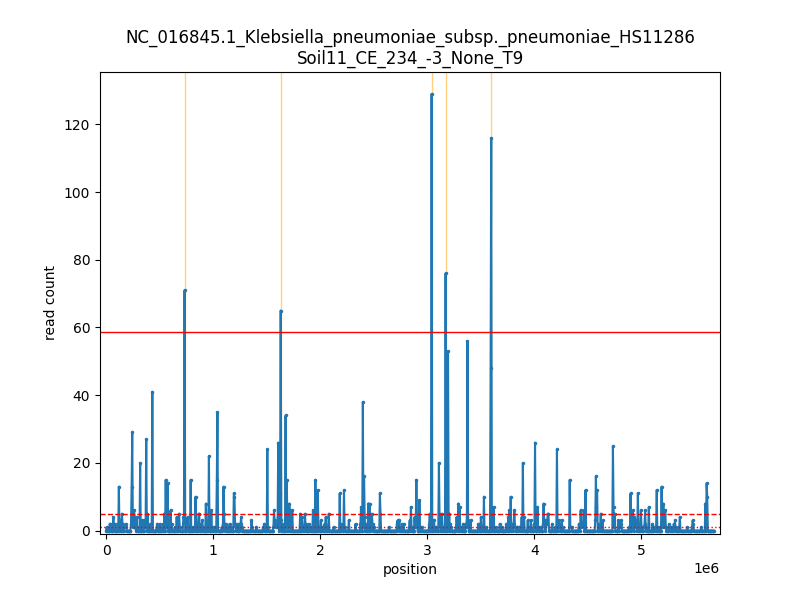 NC_016845.1_Klebsiella_pneumoniae_subsp._pneumoniae_HS11286
Soil11_CE_234_-3_None_T9
read count
120
100
80
60
40
20
0
0
1
2
3
4
5
1e6
position